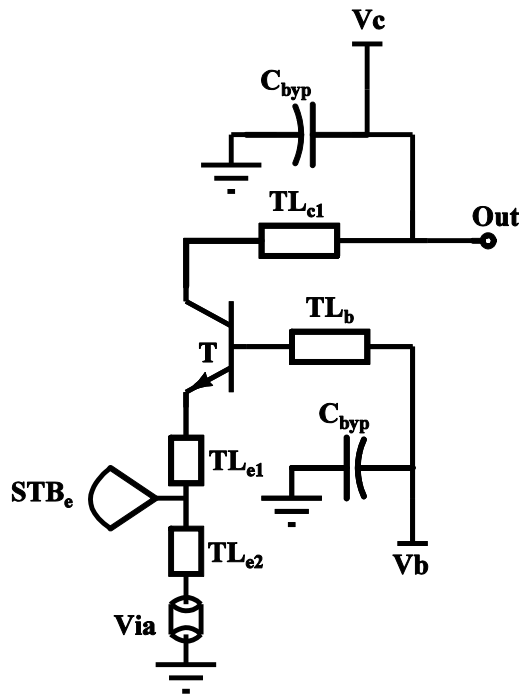 Vc
Cbyp
TLc1
Out
TLb
T
Cbyp
TLe1
STBe
TLe2
Vb
Via